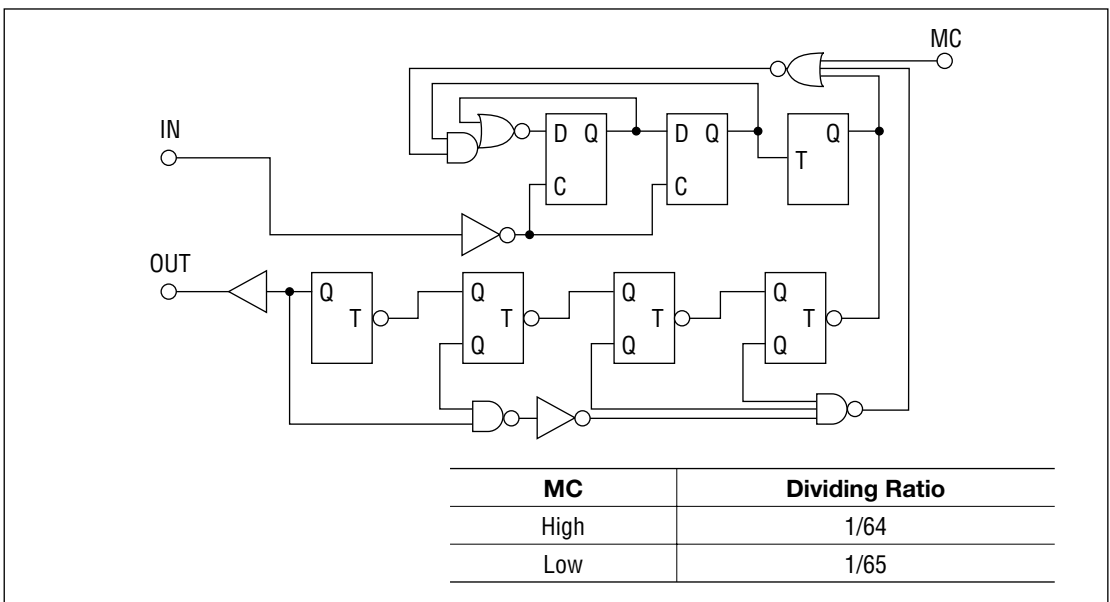 MC
IN
D Q
D Q
Q
T
C
C
OUT
Q
Q
Q
Q
T
T
T
T
Q
Q
Q
MC Dividing Ratio
High 1/64
Low 1/65